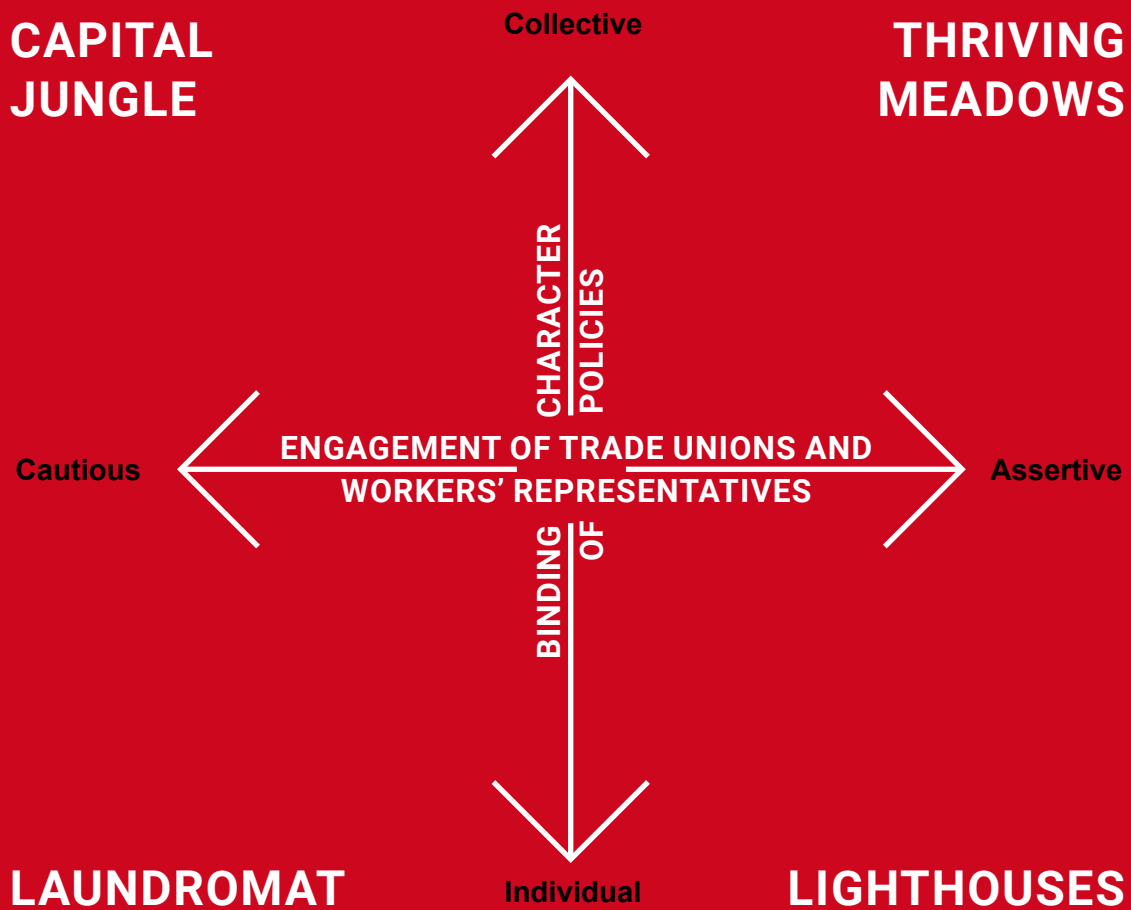 Collective
CAPITAL
JUNGLE
THRIVING
MEADOWS
BINDING CHARACTER
OF POLICIES
ENGAGEMENT OF TRADE UNIONS AND
WORKERS’ REPRESENTATIVES
Cautious
Assertive
LAUNDROMAT
Individual
LIGHTHOUSES